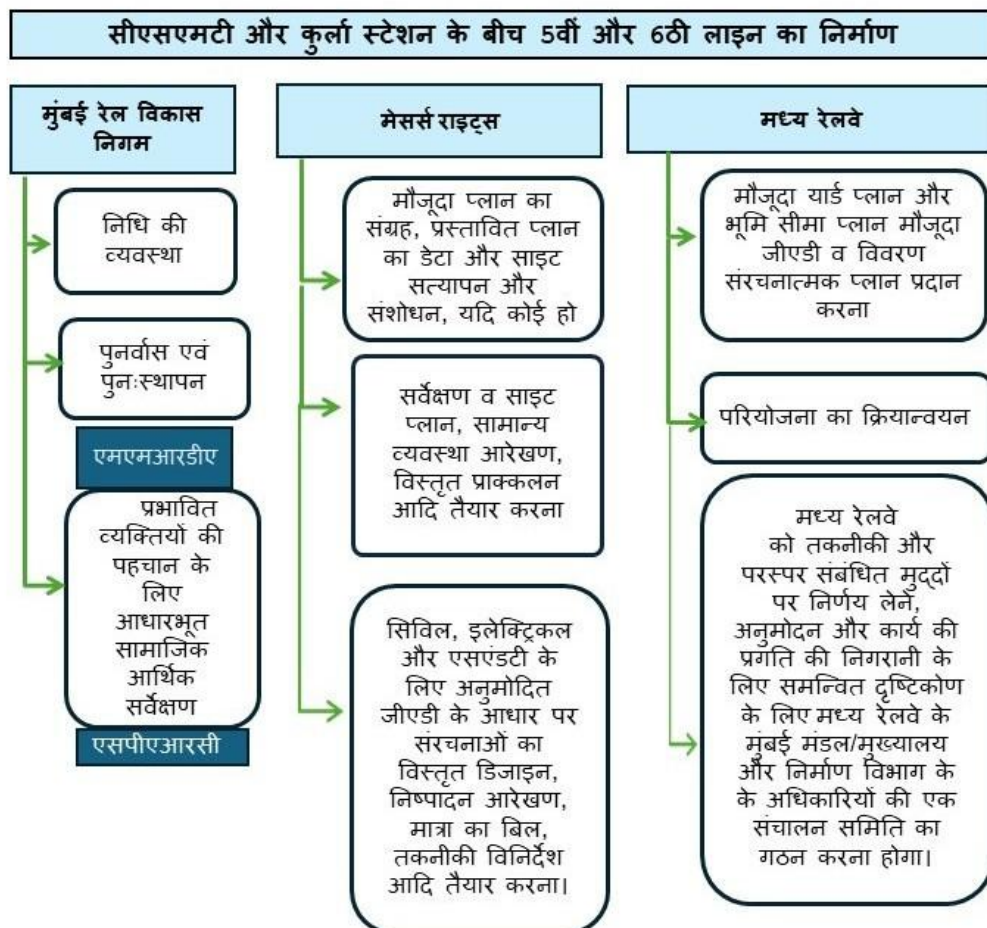 सीएसएमटी और कुर्ला स्टेशन के बीच 5वीं और 6ठी लाइन का निर्माण
मुंबई रेल विकास
निगम
निधि की
व्यवस्था
पुनर्वास एवं
पुनःस्थापन
एमएमआरडीए
प्रभावित
व्यक्तियों की
पहचान के
लिए
आधारभूत
सामाजिक
आर्थिक
सर्वेक्षण
एसपीएआरसी
मेसर्स राइट्स
मौजूदा प्लान का
संग्रह, प्रस्तावित प्लान
का डेटा और साइट
सत्यापन और
संशोधन, यदि कोई हो
सर्वेक्षण व साइट
प्लान, सामान्य
व्यवस्था आरेखण,
विस्तृत प्राक्कलन
आदि तैयार करना
सिविल, इलेक्ट्रिकल
और एसएंडटी के
लिए अनुमोदित
जीएडी के आधार पर
संरचनाओं का
विस्तृत डिजाइन,
निष्पादन आरेखण,
मात्रा का बिल,
तकनीकी विनिर्देश
आदि तैयार करना।
मध्य रेलवे
मौजूदा यार्ड प्लान और
भूमि सीमा प्लान मौजूदा
जीएडी व विवरण
संरचनात्मक प्लान प्रदान
करना
परियोजना का क्रियान्वयन
मध्य रेलवे
को तकनीकी और
परस्पर संबंधित मुद्दों
पर निर्णय लेने,
अनुमोदन और कार्य की
प्रगति की निगरानी के
लिए समन्वित दृष्टिकोण
के लिए मध्य रेलवे के
मुंबई मंडल/मुख्यालय
और निर्माण विभाग के
के अधिकारियों की एक
संचालन समिति का
गठन करना होगा।